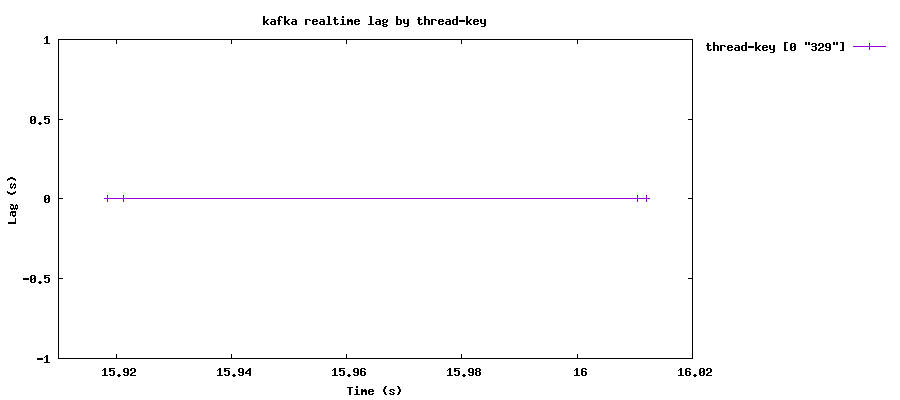 kafka realtime lag by thread-key
thread-key [0 "329"]
1
0.5
0
-0.5
-1
Lag (s)
15.92 15.94 15.96 15.98 16 16.02
Time (s)